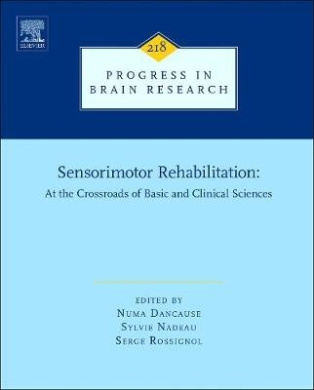 ELSEVIER
218
PROGRESS IN
BRAIN RESEARCH
Sensorimotor Rehabilitation:
At the Crossroads of Basic and Clinical Sciences
EDITED BY
NUMA DANCAUSE
SYLVIE NADEAU
SERGE ROSSIGNOL